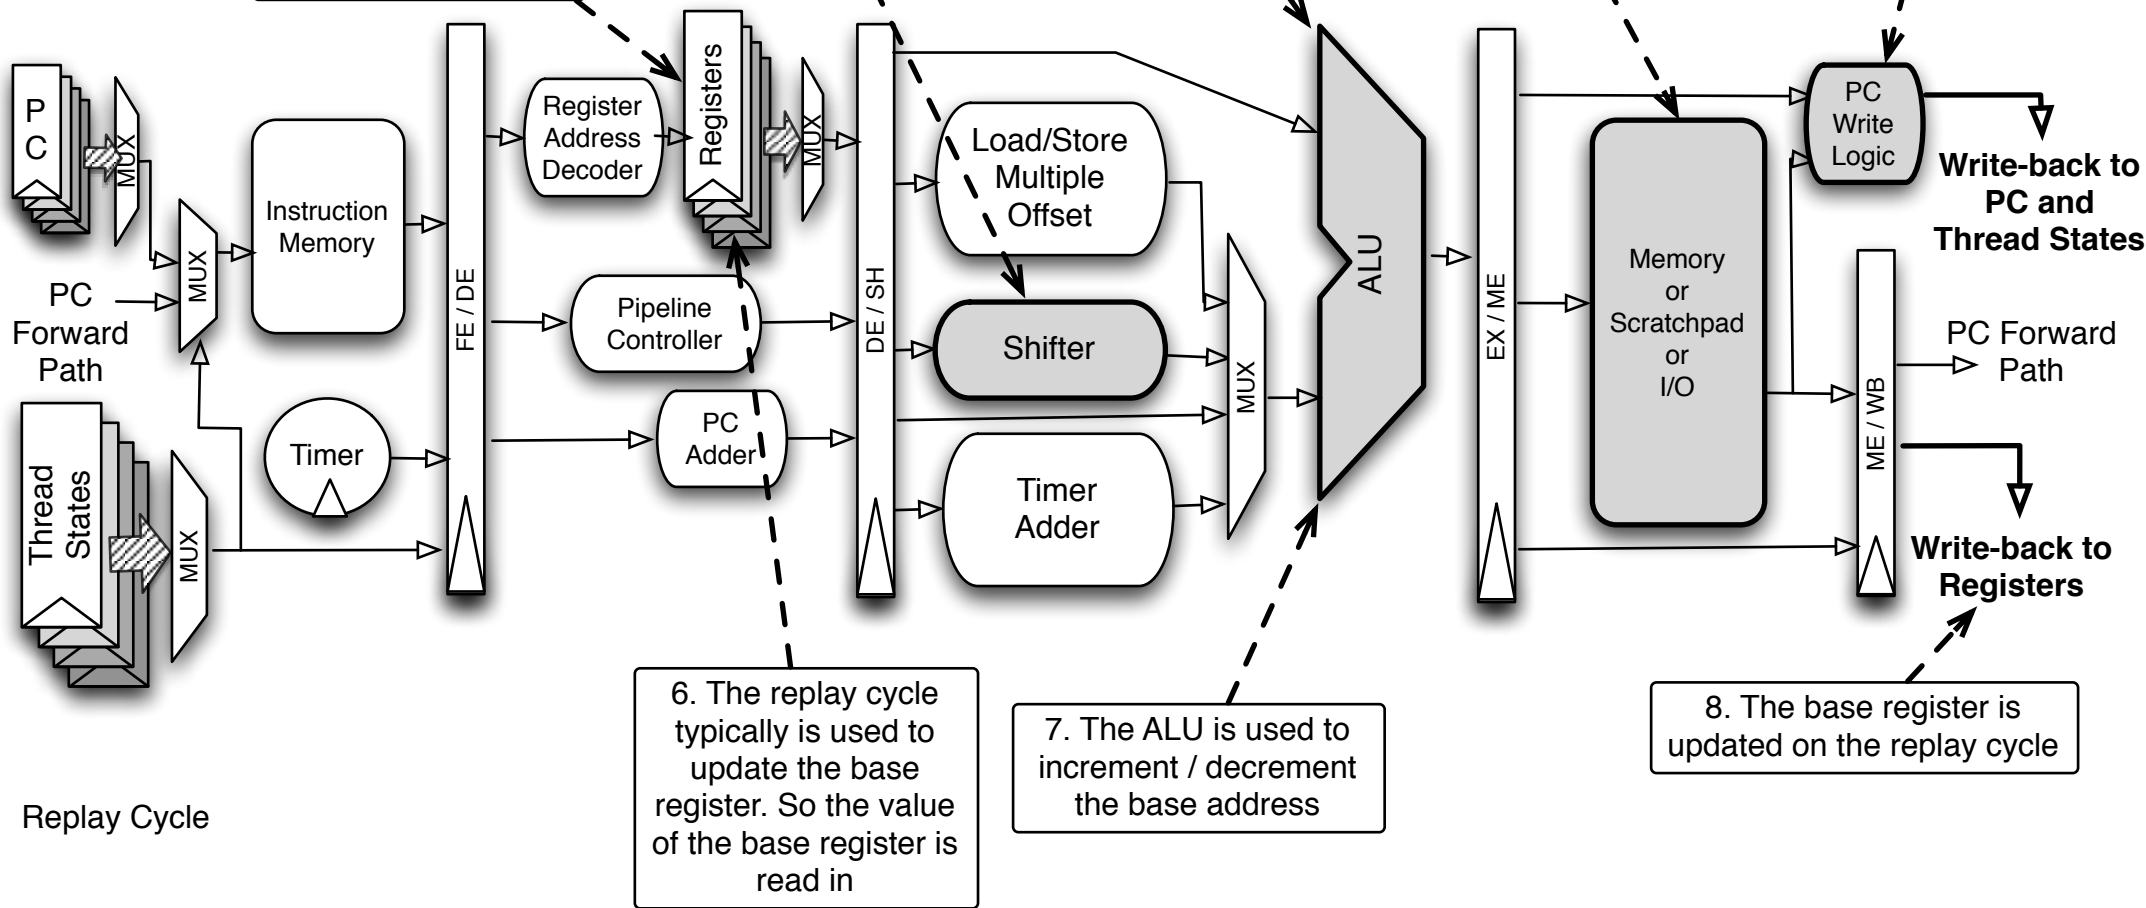 P
C
MUX
PC
Forward
Path
MUX
Instruction
Memory
Thread
States
MUX
Timer
FE / DE
Register
Address
Decoder
Registers
MUX
Pipeline
Controller
PC
Adder
DE / SH
Load/Store
Multiple
Offset
Shifter
Timer
Adder
MUX
ALU
EX / ME
Memory
or
Scratchpad
or
I/O
PC
Write
Logic
Write-back to
PC and
Thread States
ME / WB
PC Forward
Path
Write-back to
Registers
6. The replay cycle
typically is used to
update the base
register. So the value
of the base register is
read in
7. The ALU is used to
increment / decrement
the base address
8. The base register is
updated on the replay cycle
Replay Cycle